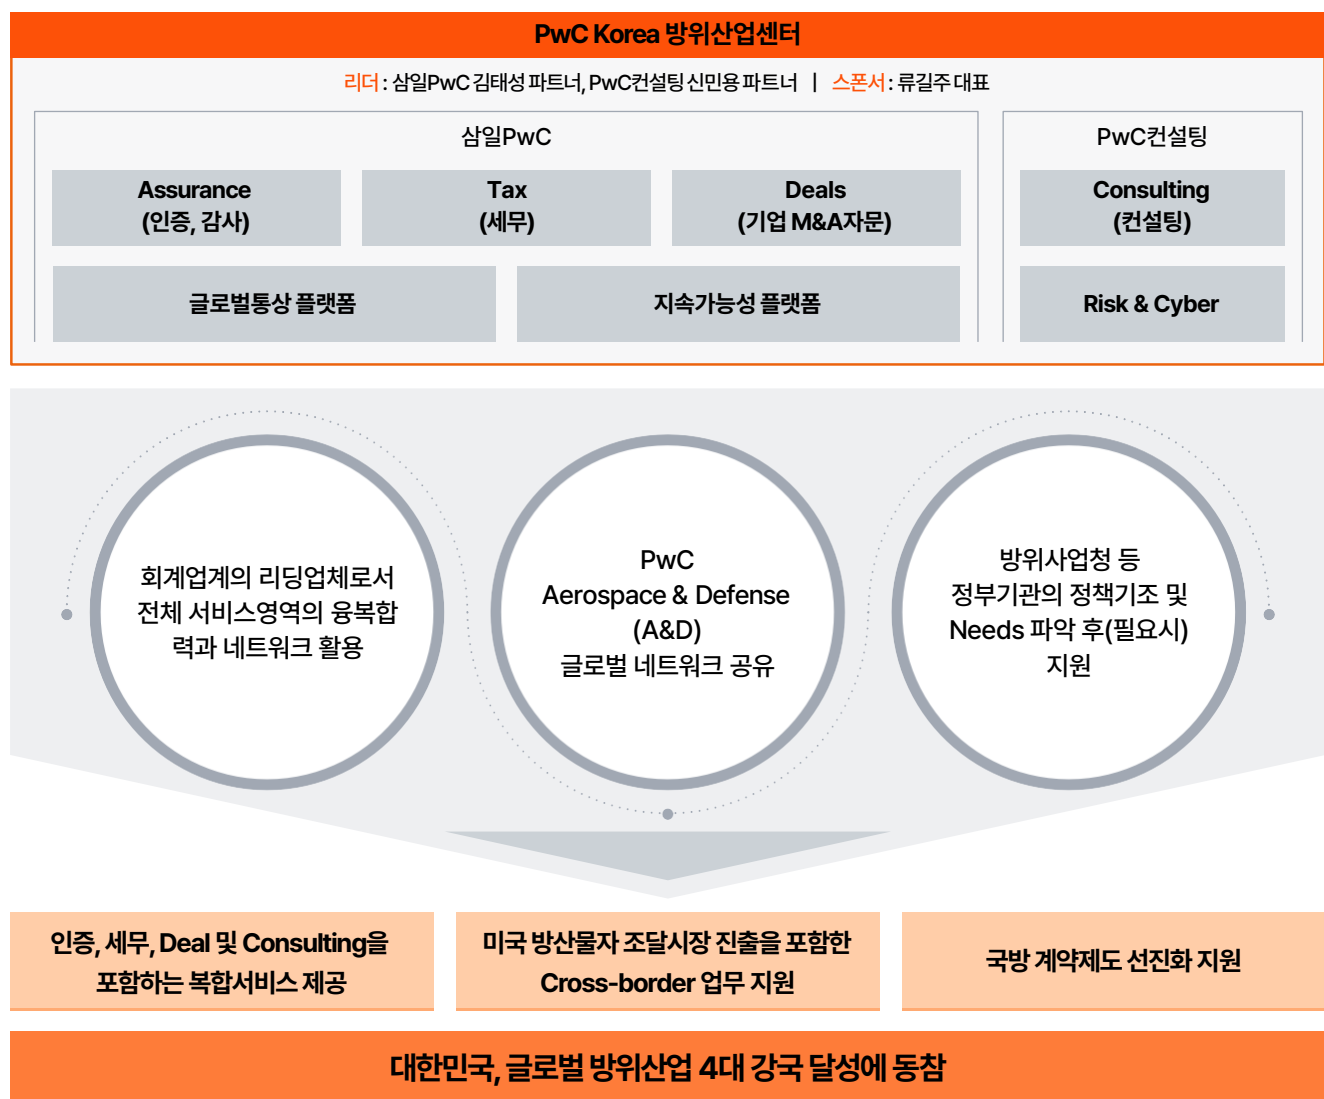 PwC Korea 방위산업센터
리더 : 삼일PwC 김태성 파트너, PwC컨설팅 신민용 파트너 | 스폰서 : 류길주 대표
삼일PwC
Assurance
(인증, 감사)
Tax
(세무)
Deals
(기업 M&A자문)
글로벌통상 플랫폼
지속가능성 플랫폼
PwC컨설팅
Consulting
(컨설팅)
Risk & Cyber
회계업계의 리딩업체로서
전체 서비스영역의 융복합
력과 네트워크 활용
PwC
Aerospace & Defense
(A&D)
글로벌 네트워크 공유
방위사업청 등
정부기관의 정책기조 및
Needs 파악 후(필요시)
지원
인증, 세무, Deal 및 Consulting을
포함하는 복합서비스 제공
미국 방산물자 조달시장 진출을 포함한
Cross-border 업무 지원
국방 계약제도 선진화 지원
대한민국, 글로벌 방위산업 4대 강국 달성에 동참